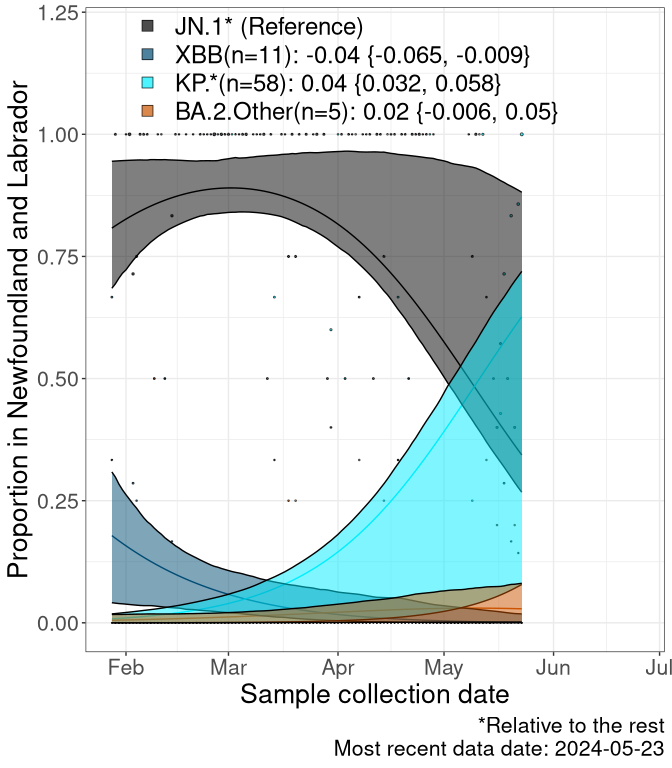 JN.1* (Reference)
XBB(n=11): -0.04 {-0.065, -0.009}
KP.*(n=58): 0.04 {0.032, 0.058}
BA.2.Other(n=5): 0.02 {-0.006, 0.05}
Proportion in Newfoundland and Labrador
1.25
1.00
0.75
0.50
0.25
0.00
Feb Mar Apr May Jun Jul
Sample collection date
*Relative to the rest
Most recent data date: 2024-05-23